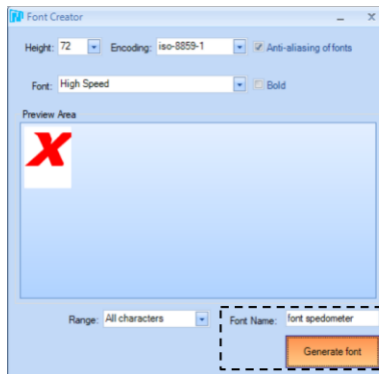 Font Creator
Height: 72 Encoding: iso-8859-1 Anti-aliasing of fonts
Font: High Speed Bold
Preview Area
X
Range: All characters Font Name: font spedometer
Generate font